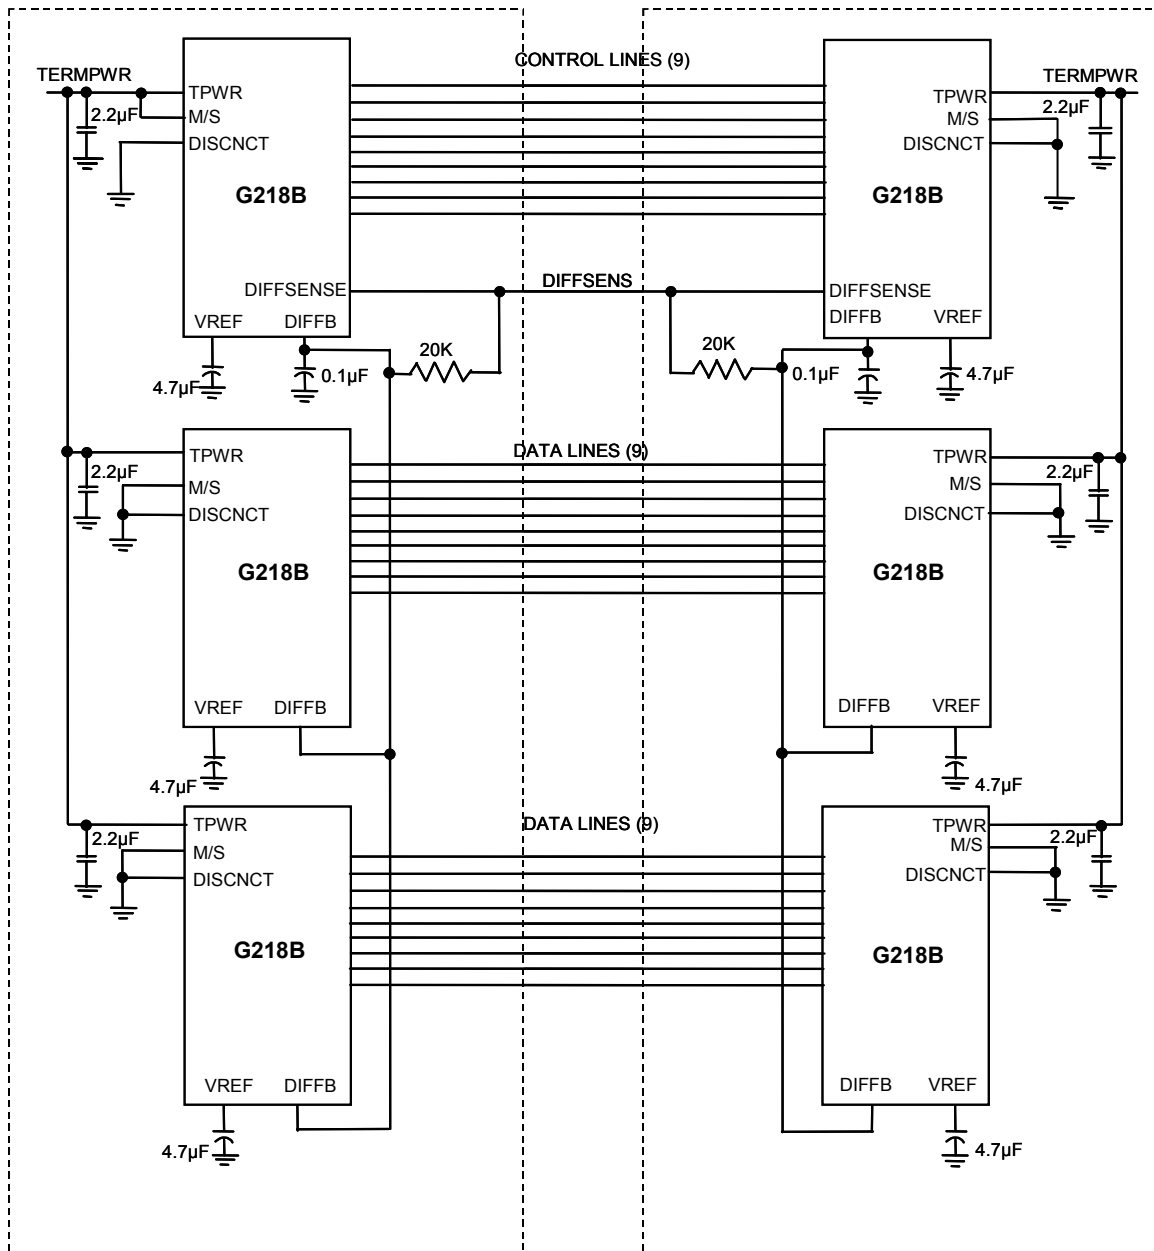 CONTROL LINES (9)
TERMPWR
TPWR
2.2µF
M/S
DISCNCT
G218B
DIFFSENSE
VREF
DIFFB
4.7µF
0.1µF
20K
DIFFSENS
TERMPWR
TPWR
2.2µF
M/S
DISCNCT
G218B
DIFFSENSE
DIFFB
VREF
20K
0.1µF
4.7µF
DATA LINES (9)
TPWR
2.2µF
M/S
DISCNCT
G218B
VREF
DIFFB
4.7µF
TPWR
2.2µF
M/S
DISCNCT
G218B
DIFFB
VREF
4.7µF
DATA LINES (9)
TPWR
2.2µF
M/S
DISCNCT
G218B
VREF
DIFFB
4.7µF
TPWR
2.2µF
M/S
DISCNCT
G218B
DIFFB
VREF
4.7µF